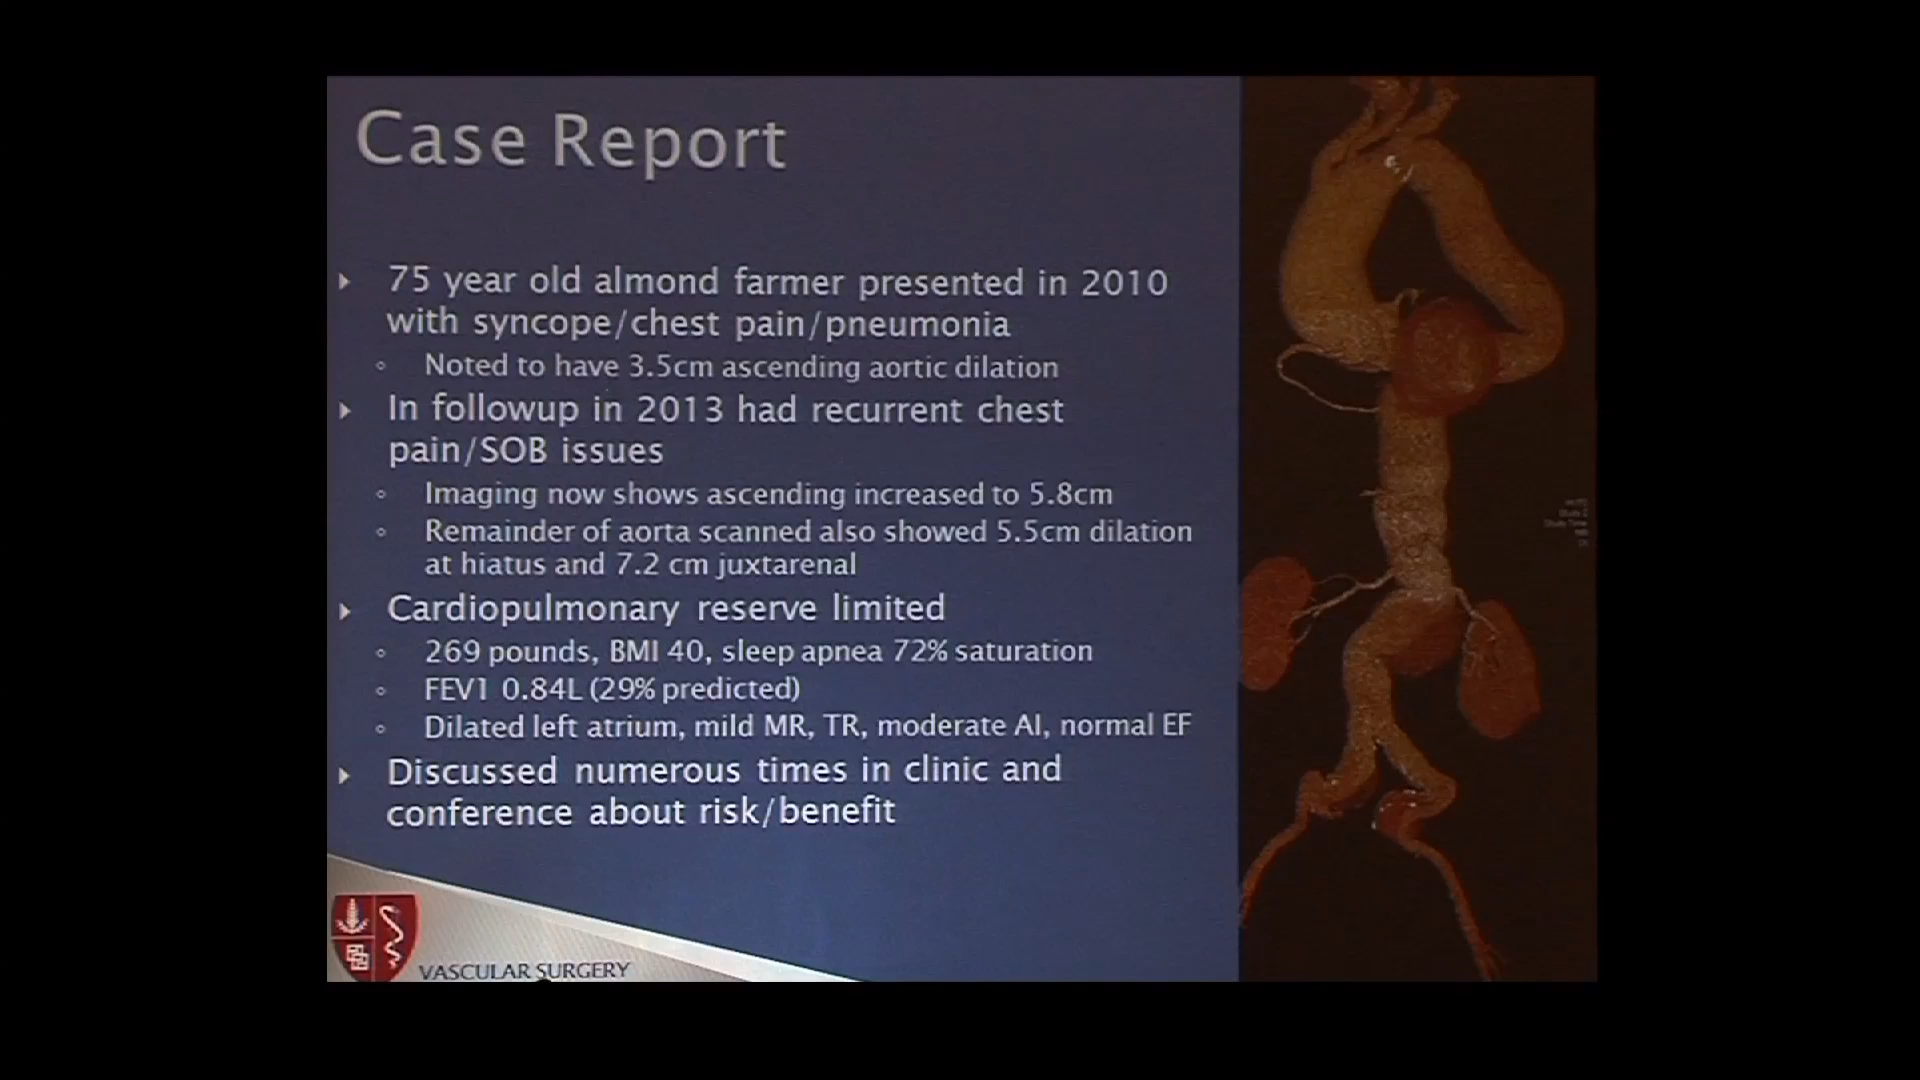 Case Report
75 year old almond farmer presented in 2010
with syncope/chest pain/pneumonia
Noted to have 3.5cm ascending aortic dilation
In followup in 2013 had recurrent chest
pain/SOB issues
Imaging now shows ascending increased to 5.8cm
Remainder of aorta scanned also showed 5.5cm dilation
at hiatus and 7.2 cm juxtarenal
Cardiopulmonary reserve limited
269 pounds, BMI 40, sleep apnea 72% saturation
FEV1 0.84L (29% predicted)
Dilated left atrium, mild MR, TR, moderate AI, normal EF
Discussed numerous times in clinic and
conference about risk/benefit
VASCULAR SURGERY